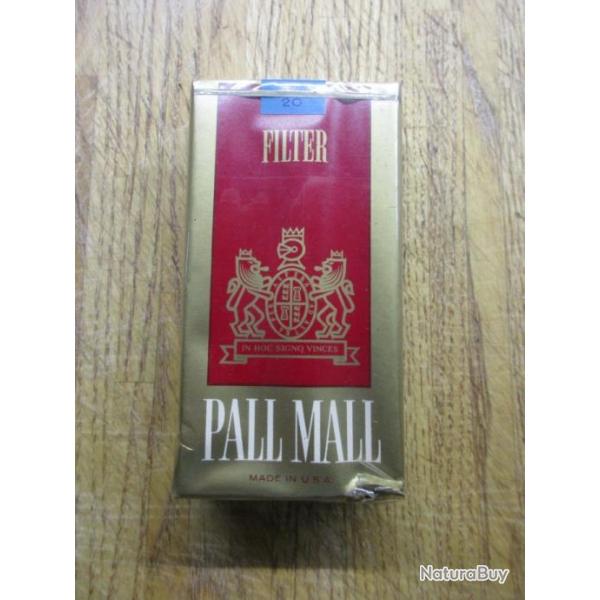 20
FILTER
IN HOC SIGNO VINCES
PALL MALL
MADE IN U.S.A.
NaturaBuy